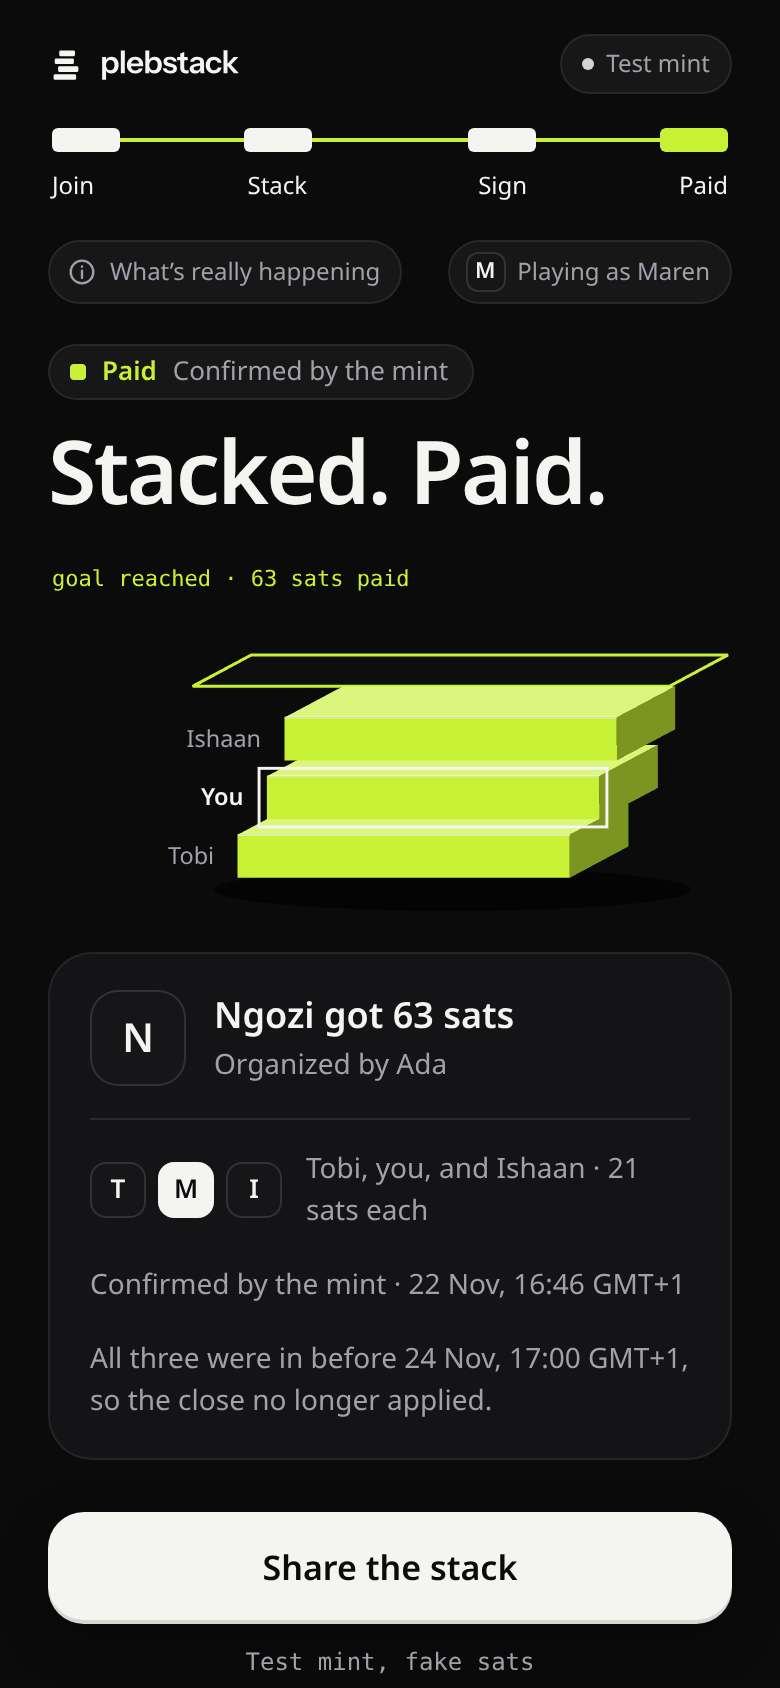 plebstack
Test mint
Join Stack Sign Paid
What's really happening
M Playing as Maren
Paid Confirmed by the mint
Stacked. Paid.
goal reached · 63 sats paid
Ishaan
You
Tobi
N
Ngozi got 63 sats
Organized by Ada
T M I
Tobi, you, and Ishaan · 21
sats each
Confirmed by the mint · 22 Nov, 16:46 GMT+1
All three were in before 24 Nov, 17:00 GMT+1,
so the close no longer applied.
Share the stack
Test mint, fake sats